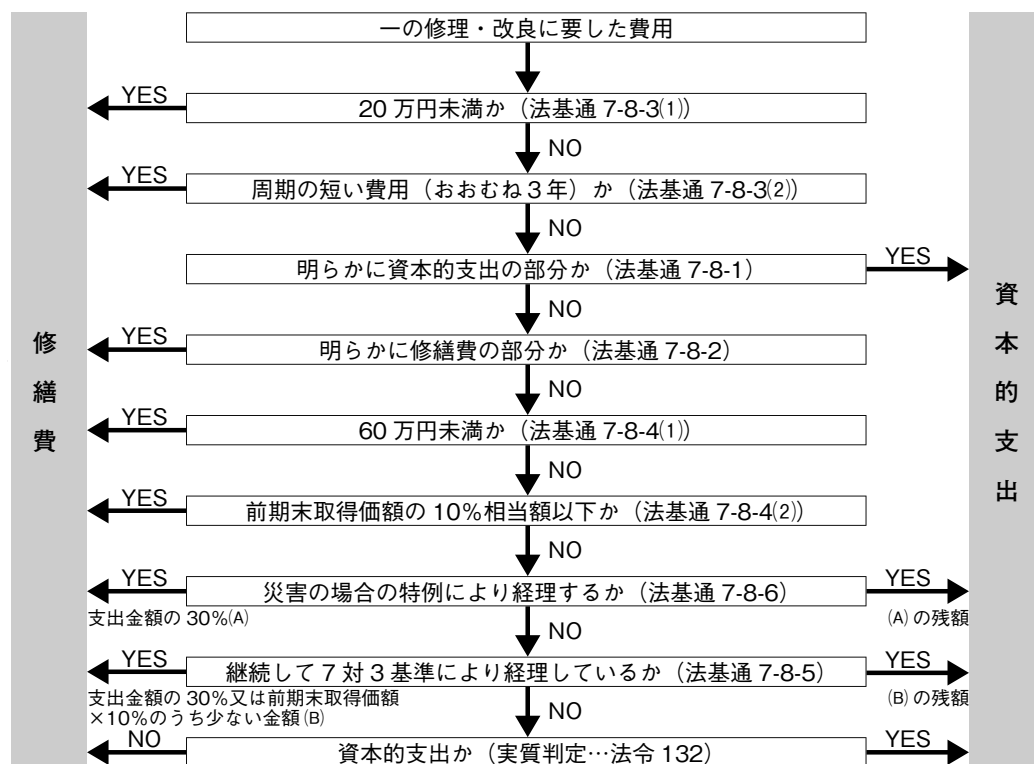 一の修理・改良に要した費用
YES
20万円未満か（法基通7-8-3⑴）
NO
YES
周期の短い費用（おおむね３年）か（法基通7-8-3⑵）
NO
明らかに資本的支出の部分か（法基通7-8-1）
YES
NO
YES
明らかに修繕費の部分か（法基通7-8-2）
NO
YES
60万円未満か（法基通7-8-4⑴）
NO
YES
前期末取得価額の10％相当額以下か（法基通7-8-4⑵）
NO
YES
災害の場合の特例により経理するか（法基通7-8-6）
YES
支出金額の30％(A)
(A)の残額
NO
YES
継続して７対３基準により経理しているか（法基通7-8-5）
YES
支出金額の30％又は前期末取得価額
×10％のうち少ない金額(B)
(B)の残額
NO
NO
資本的支出か（実質判定…法令132）
YES
修繕費
資本的支出